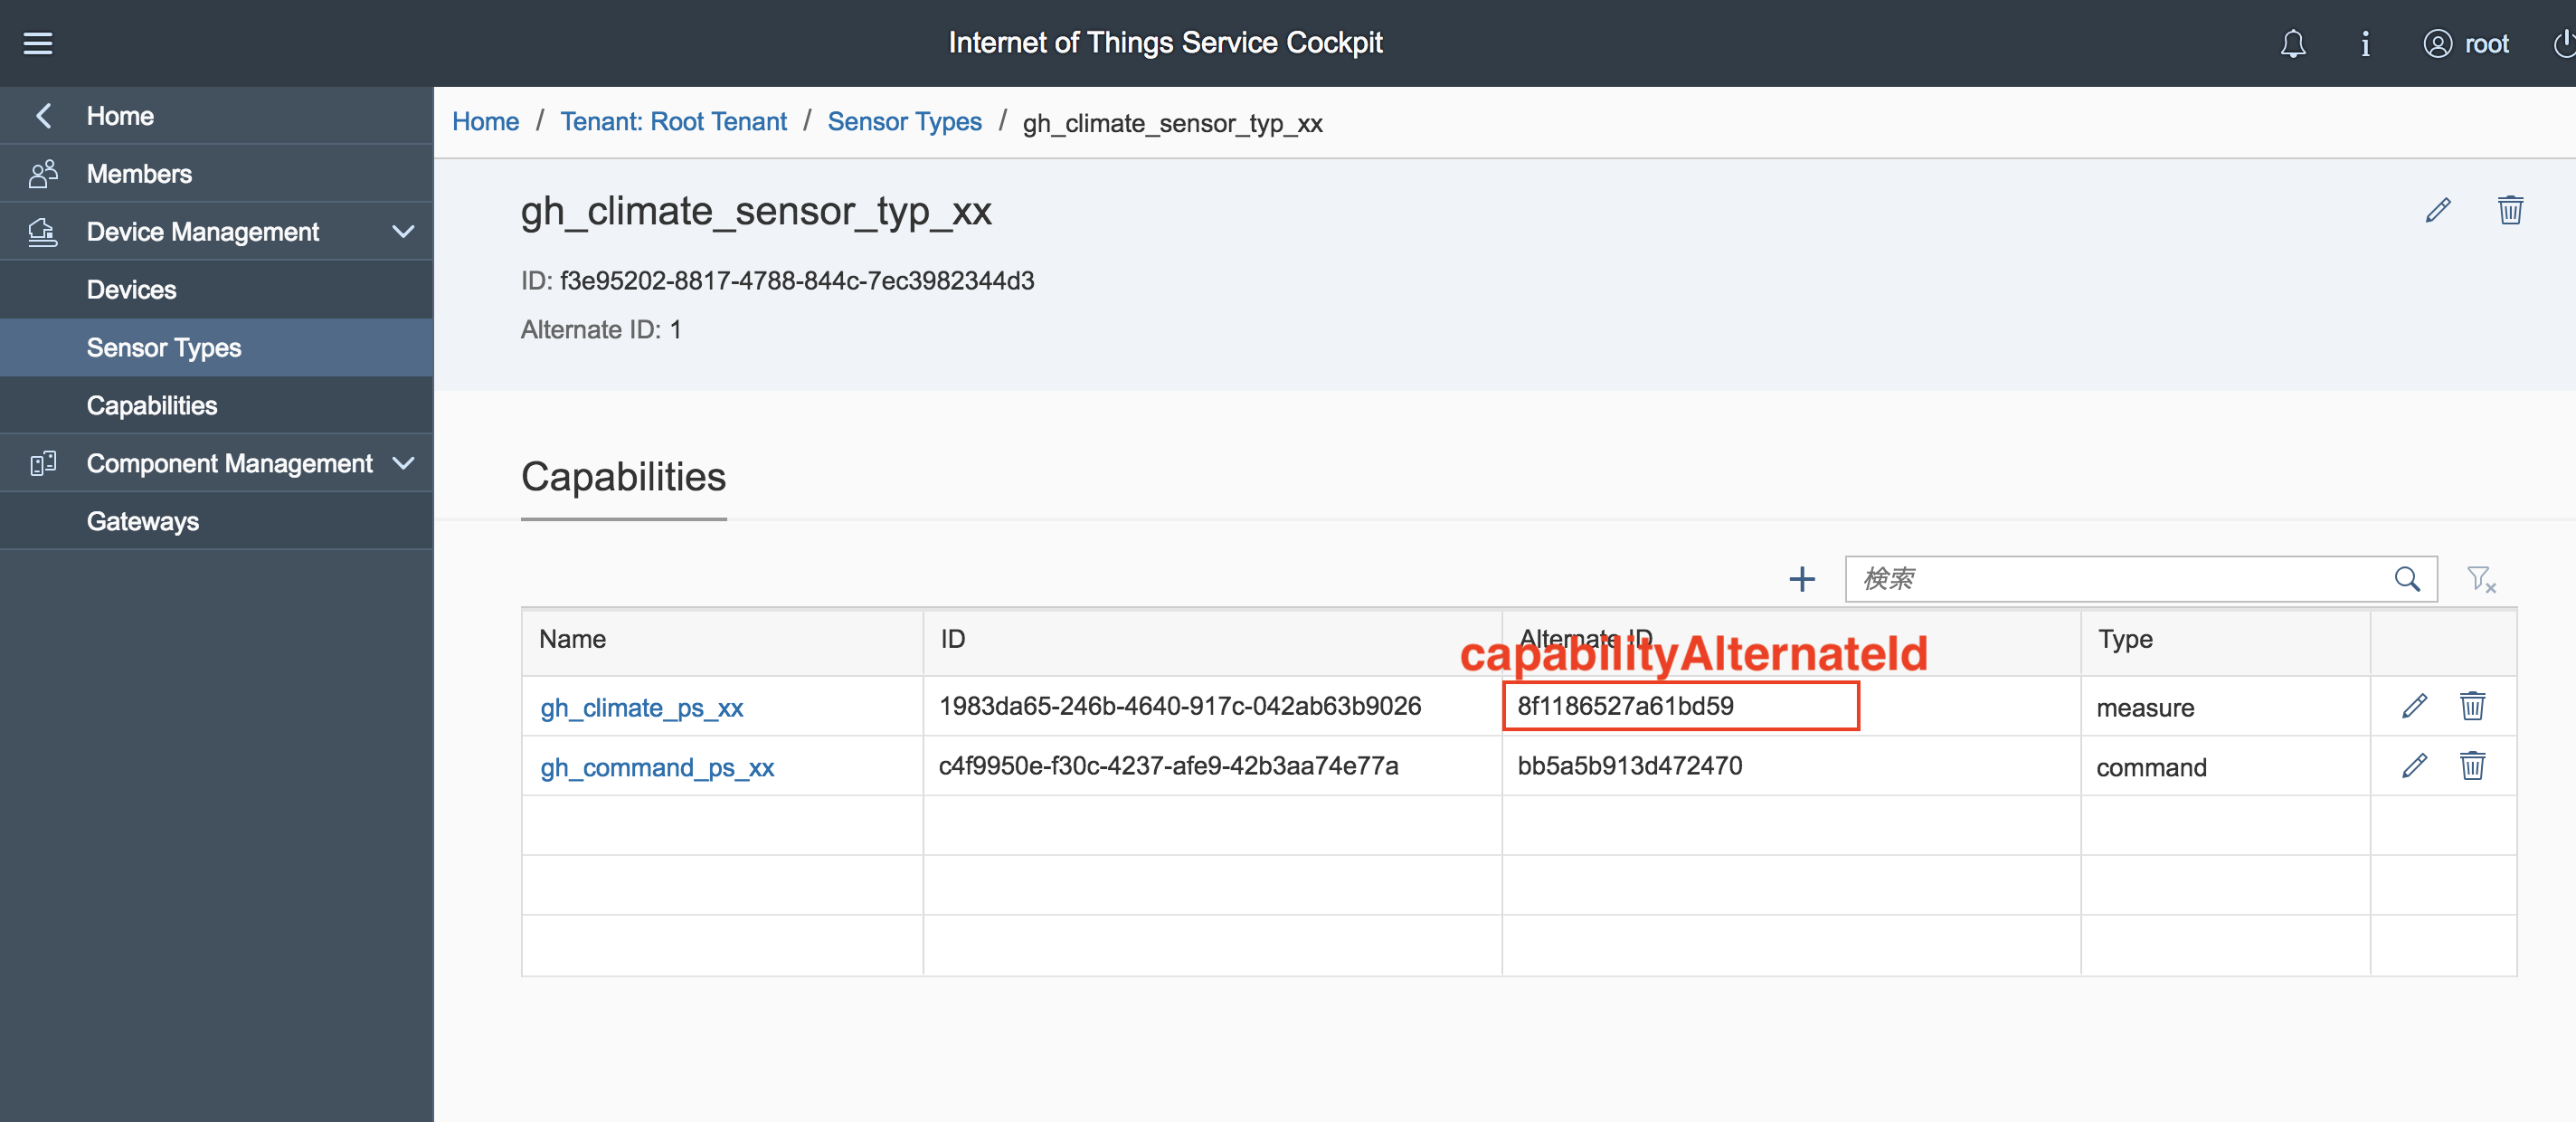 Internet of Things Service Cockpit
root
Home
Members
Device Management
Devices
Sensor Types
Capabilities
Component Management
Gateways
Home / Tenant: Root Tenant / Sensor Types / gh_climate_sensor_typ_xx
gh_climate_sensor_typ_xx
ID: f3e95202-8817-4788-844c-7ec3982344d3
Alternate ID: 1
Capabilities
検索
Name ID Alternate ID Type
capabilityAlternateId
gh_climate_ps_xx 1983da65-246b-4640-917c-042ab63b9026 8f1186527a61bd59 measure
gh_command_ps_xx c4f9950e-f30c-4237-afe9-42b3aa74e77a bb5a5b913d472470 command